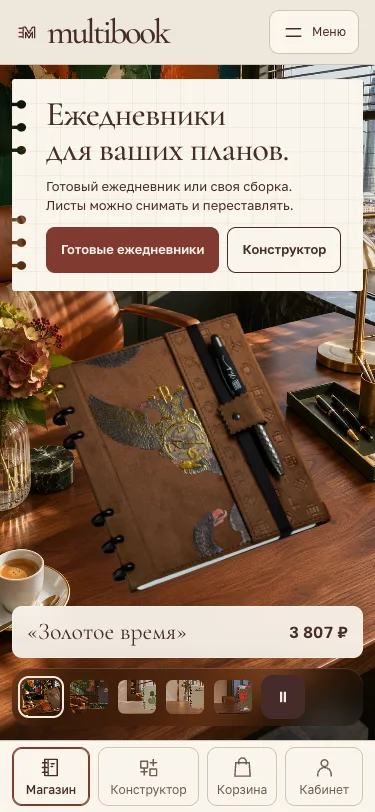 multibook
Меню
Ежедневники
для ваших планов.
Готовый ежедневник или своя сборка.
Листы можно снимать и переставлять.
Готовые ежедневники
Конструктор
«Золотое время»
3 807 ₽
Магазин
Конструктор
Корзина
Кабинет